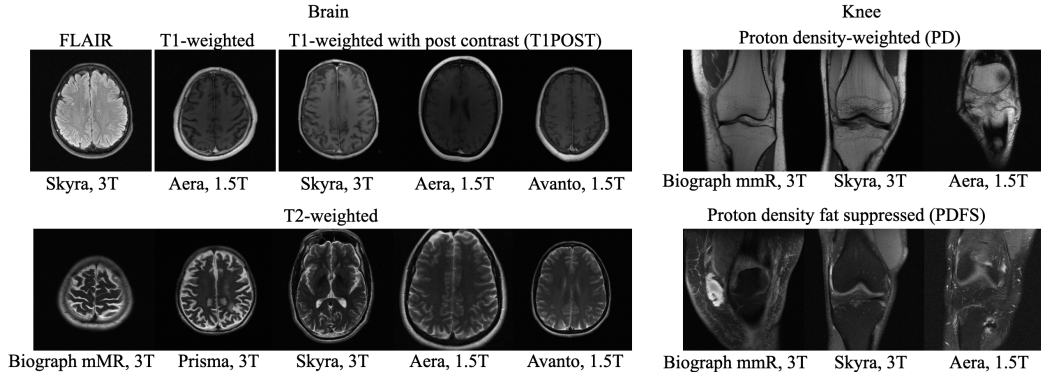 Brain
FLAIR
T1-weighted
T1-weighted with post contrast (T1POST)
Skyra, 3T
Aera, 1.5T
Skyra, 3T
Aera, 1.5T
Avanto, 1.5T
T2-weighted
Biograph mMR, 3T
Prisma, 3T
Skyra, 3T
Aera, 1.5T
Avanto, 1.5T
Knee
Proton density-weighted (PD)
Biograph mmR, 3T
Skyra, 3T
Aera, 1.5T
Proton density fat suppressed (PDFS)
Biograph mmR, 3T
Skyra, 3T
Aera, 1.5T